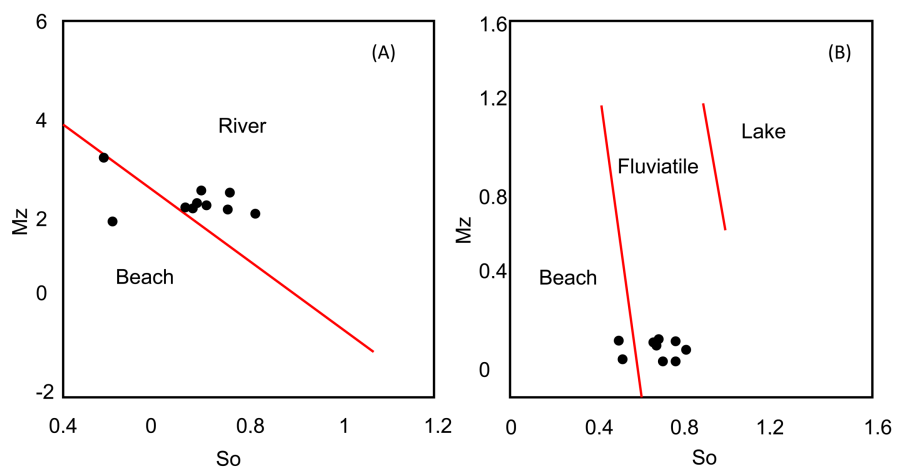 6
(A)
4
River
Mz
2
Beach
0
-2
0.4 0 0.8 1 1.2
So
1.6
(B)
1.2
Lake
Fluviatile
0.8
Mz
0.4
Beach
0
0 0.4 0.8 1.2 1.6
So